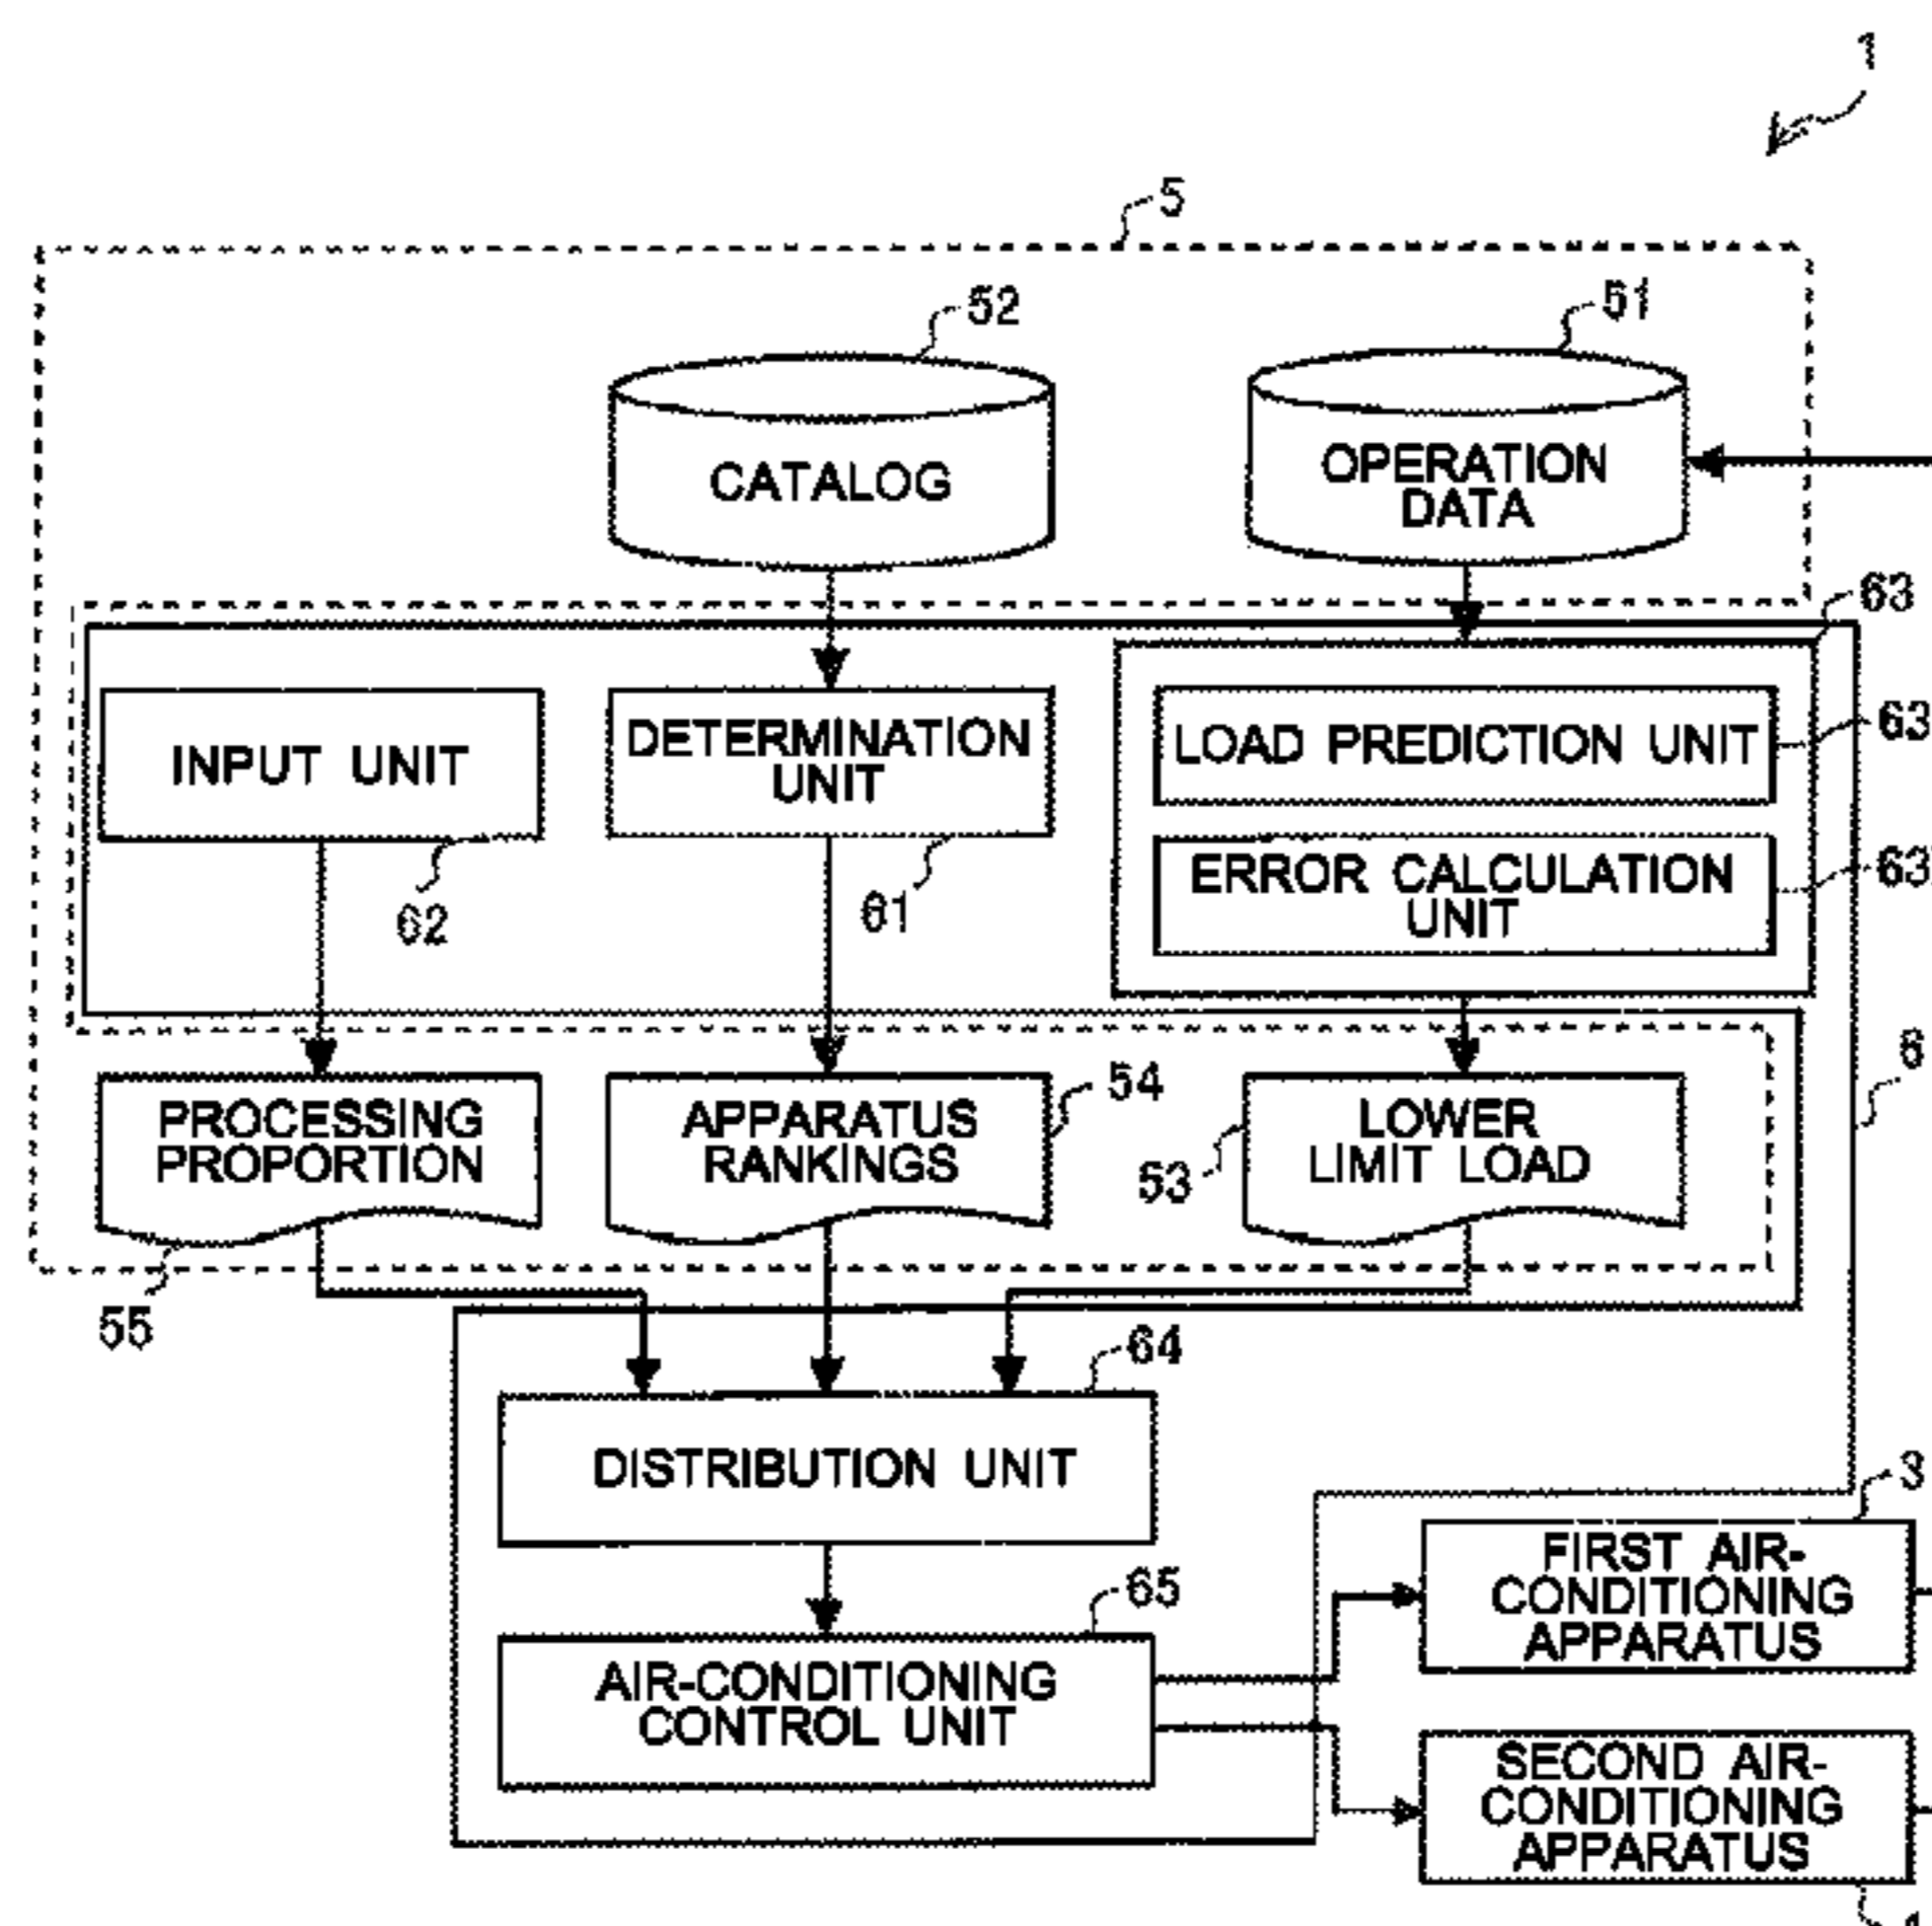 1
5
52
51
CATALOG
OPERATION
DATA
63
INPUT UNIT
DETERMINATION
UNIT
LOAD PREDICTION UNIT
63
ERROR CALCULATION
UNIT
63
62
61
6
PROCESSING
PROPORTION
APPARATUS
RANKINGS
54
53
LOWER
LIMIT LOAD
55
64
DISTRIBUTION UNIT
3
65
FIRST AIR-
CONDITIONING
APPARATUS
AIR-CONDITIONING
CONTROL UNIT
SECOND AIR-
CONDITIONING
APPARATUS